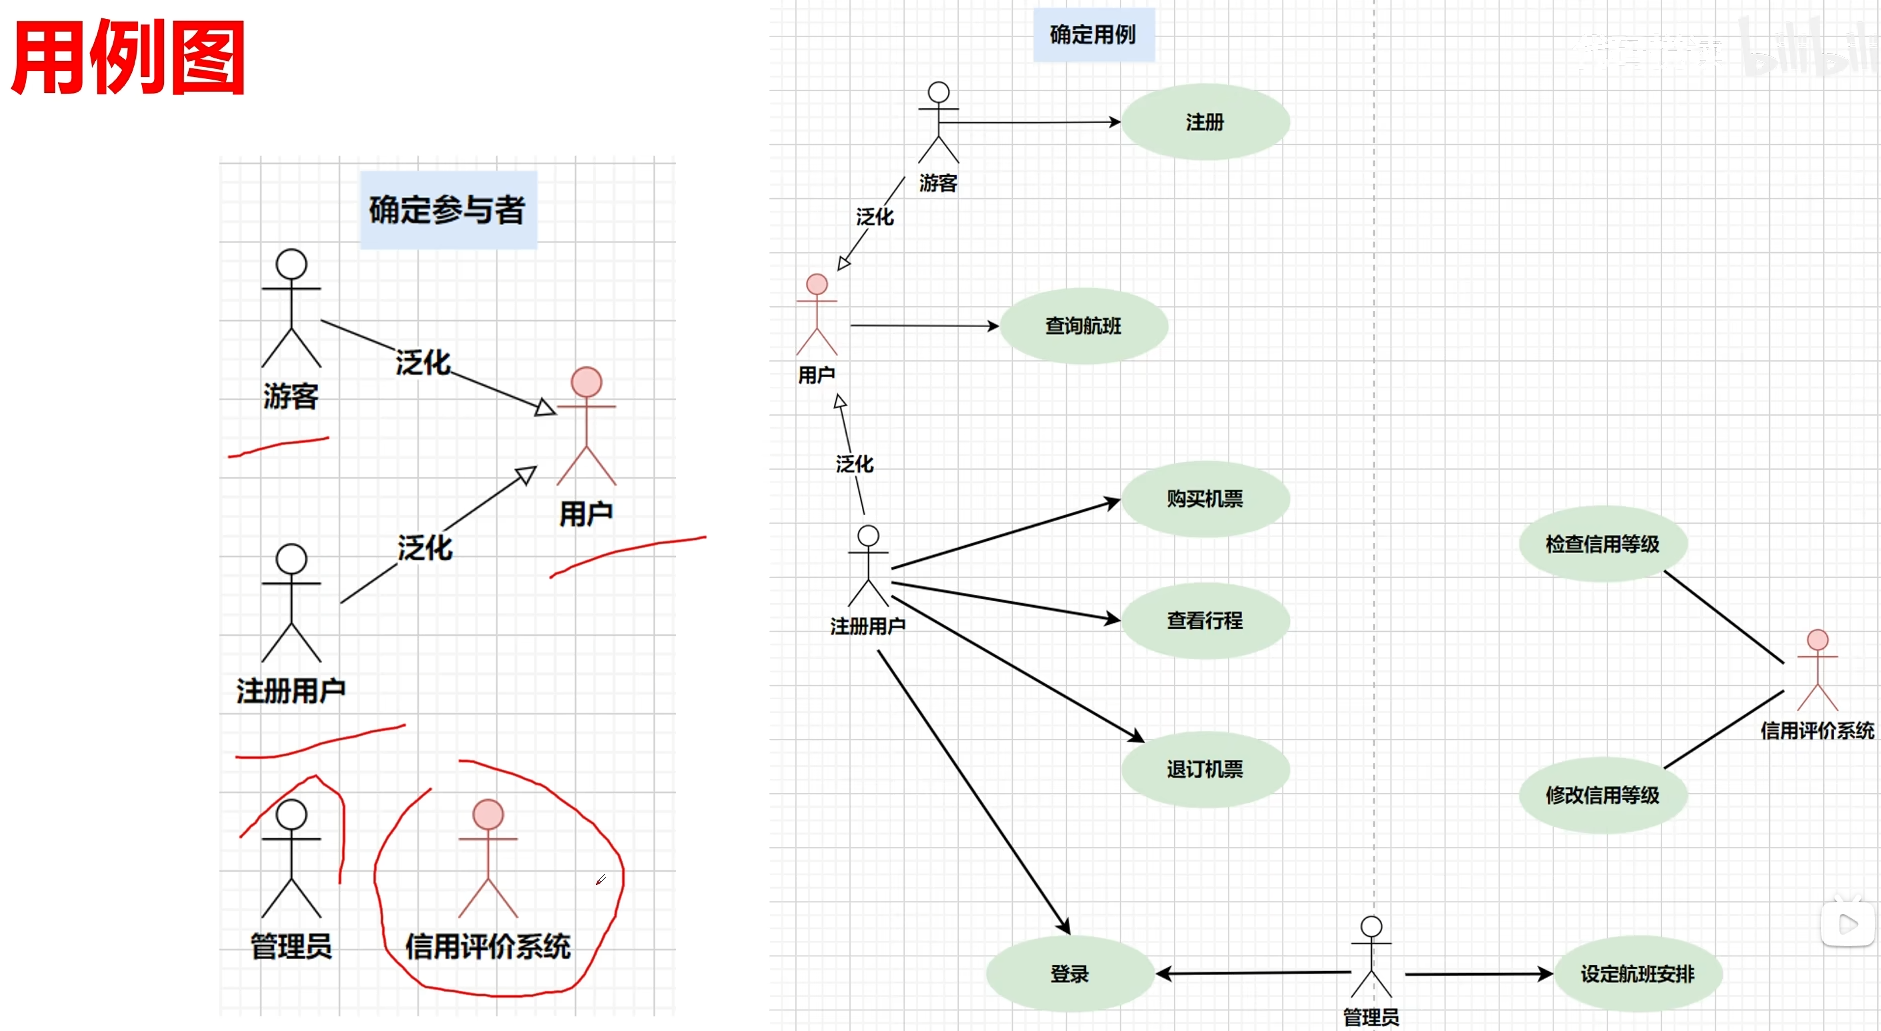 用例图
确定参与者
游客
泛化
用户
泛化
注册用户
管理员
信用评价系统
确定用例
注册
游客
泛化
查询航班
用户
泛化
购买机票
注册用户
查看行程
退订机票
检查信用等级
信用评价系统
修改信用等级
登录
管理员
设定航班安排
bilibili